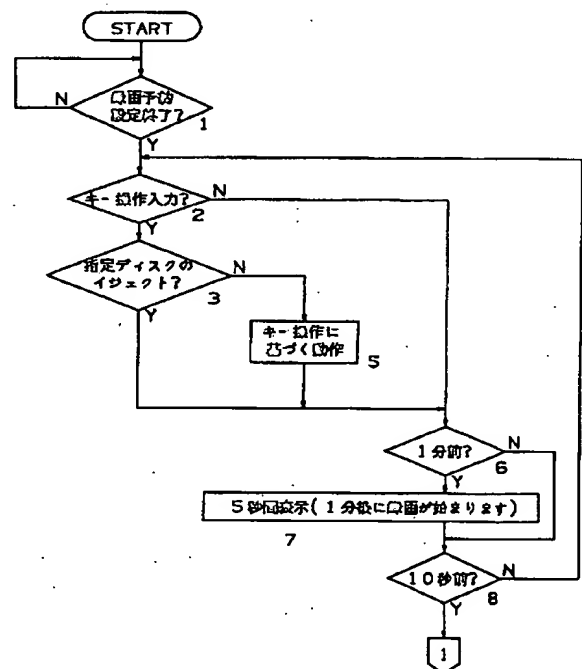 START
録画予約
設定終了?
N
1
Y
キー操作入力?
N
2
Y
指定ディスクの
イジェクト?
N
3
Y
キー操作に
基づく動作
5
1分前?
N
6
Y
5秒間表示(1分後に録画が始まります)
7
10秒前?
N
8
Y
1